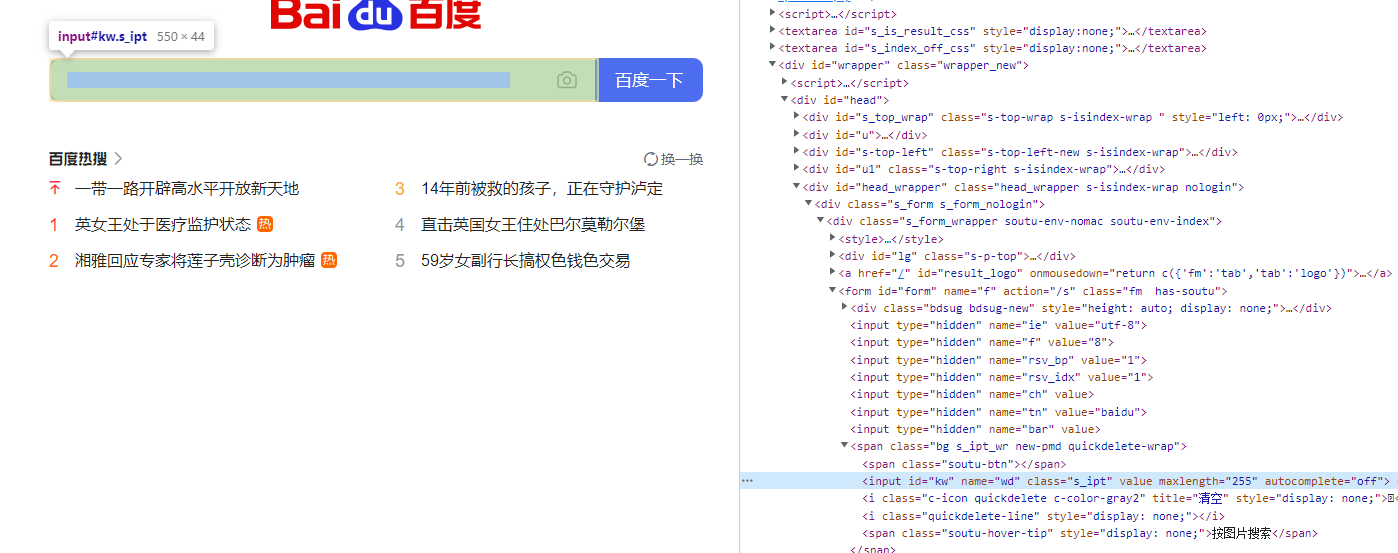 Bai du 百度
input#kw.s_ipt 550 × 44
百度一下
百度热搜
换一换
一带一路开辟高水平开放新天地
1 英女王处于医疗监护状态 热
2 湘雅回应专家将莲子壳诊断为肿瘤 热
3 14年前被救的孩子，正在守护泸定
4 直击英国女王住处巴尔莫勒尔堡
5 59岁女副行长搞权色钱色交易
<script>…</script>
<textarea id="s_is_result_css" style="display:none;">…</textarea>
<textarea id="s_index_off_css" style="display:none;">…</textarea>
<div id="wrapper" class="wrapper_new">
<script>…</script>
<div id="head">
<div id="s_top_wrap" class="s-top-wrap s-isindex-wrap " style="left: 0px;">…</div>
<div id="u">…</div>
<div id="s-top-left" class="s-top-left-new s-isindex-wrap">…</div>
<div id="u1" class="s-top-right s-isindex-wrap">…</div>
<div id="head_wrapper" class="head_wrapper s-isindex-wrap nologin">
<div class="s_form s_form_nologin">
<div class="s_form_wrapper soutu-env-nomac soutu-env-index">
<style>…</style>
<div id="lg" class="s-p-top">…</div>
<a href="/" id="result_logo" onmousedown="return c({'fm':'tab','tab':'logo'})">…</a>
<form id="form" name="f" action="/s" class="fm  has-soutu">
<div class="bdsug bdsug-new" style="height: auto; display: none;">…</div>
<input type="hidden" name="ie" value="utf-8">
<input type="hidden" name="f" value="8">
<input type="hidden" name="rsv_bp" value="1">
<input type="hidden" name="rsv_idx" value="1">
<input type="hidden" name="ch" value>
<input type="hidden" name="tn" value="baidu">
<input type="hidden" name="bar" value>
<span class="bg s_ipt_wr new-pmd quickdelete-wrap">
<span class="soutu-btn"></span>
<input id="kw" name="wd" class="s_ipt" value maxlength="255" autocomplete="off">
<i class="c-icon quickdelete c-color-gray2" title="清空" style="display: none;">
<i class="quickdelete-line" style="display: none;"></i>
<span class="soutu-hover-tip" style="display: none;">按图片搜索</span>
</span>